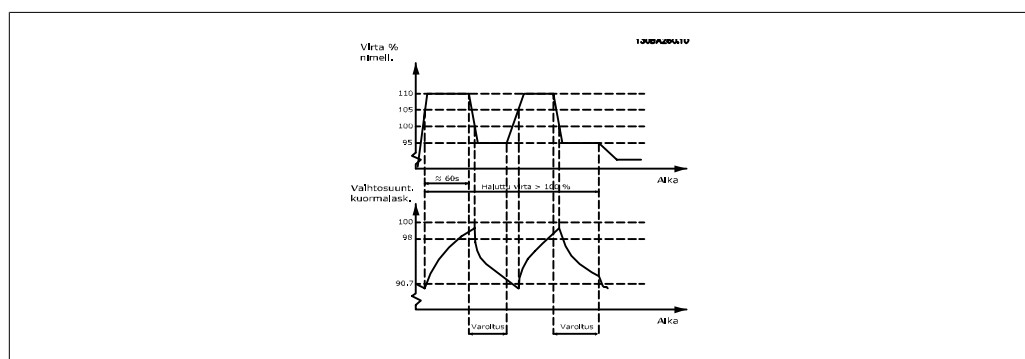 Virta %
nimell.
130BA260.10
110
105
100
95
Aika
≈ 60s
Haluttu virta > 100 %
Vaihtosuunt.
kuormalask.
100
98
90.7
Aika
Varoitus
Varoitus